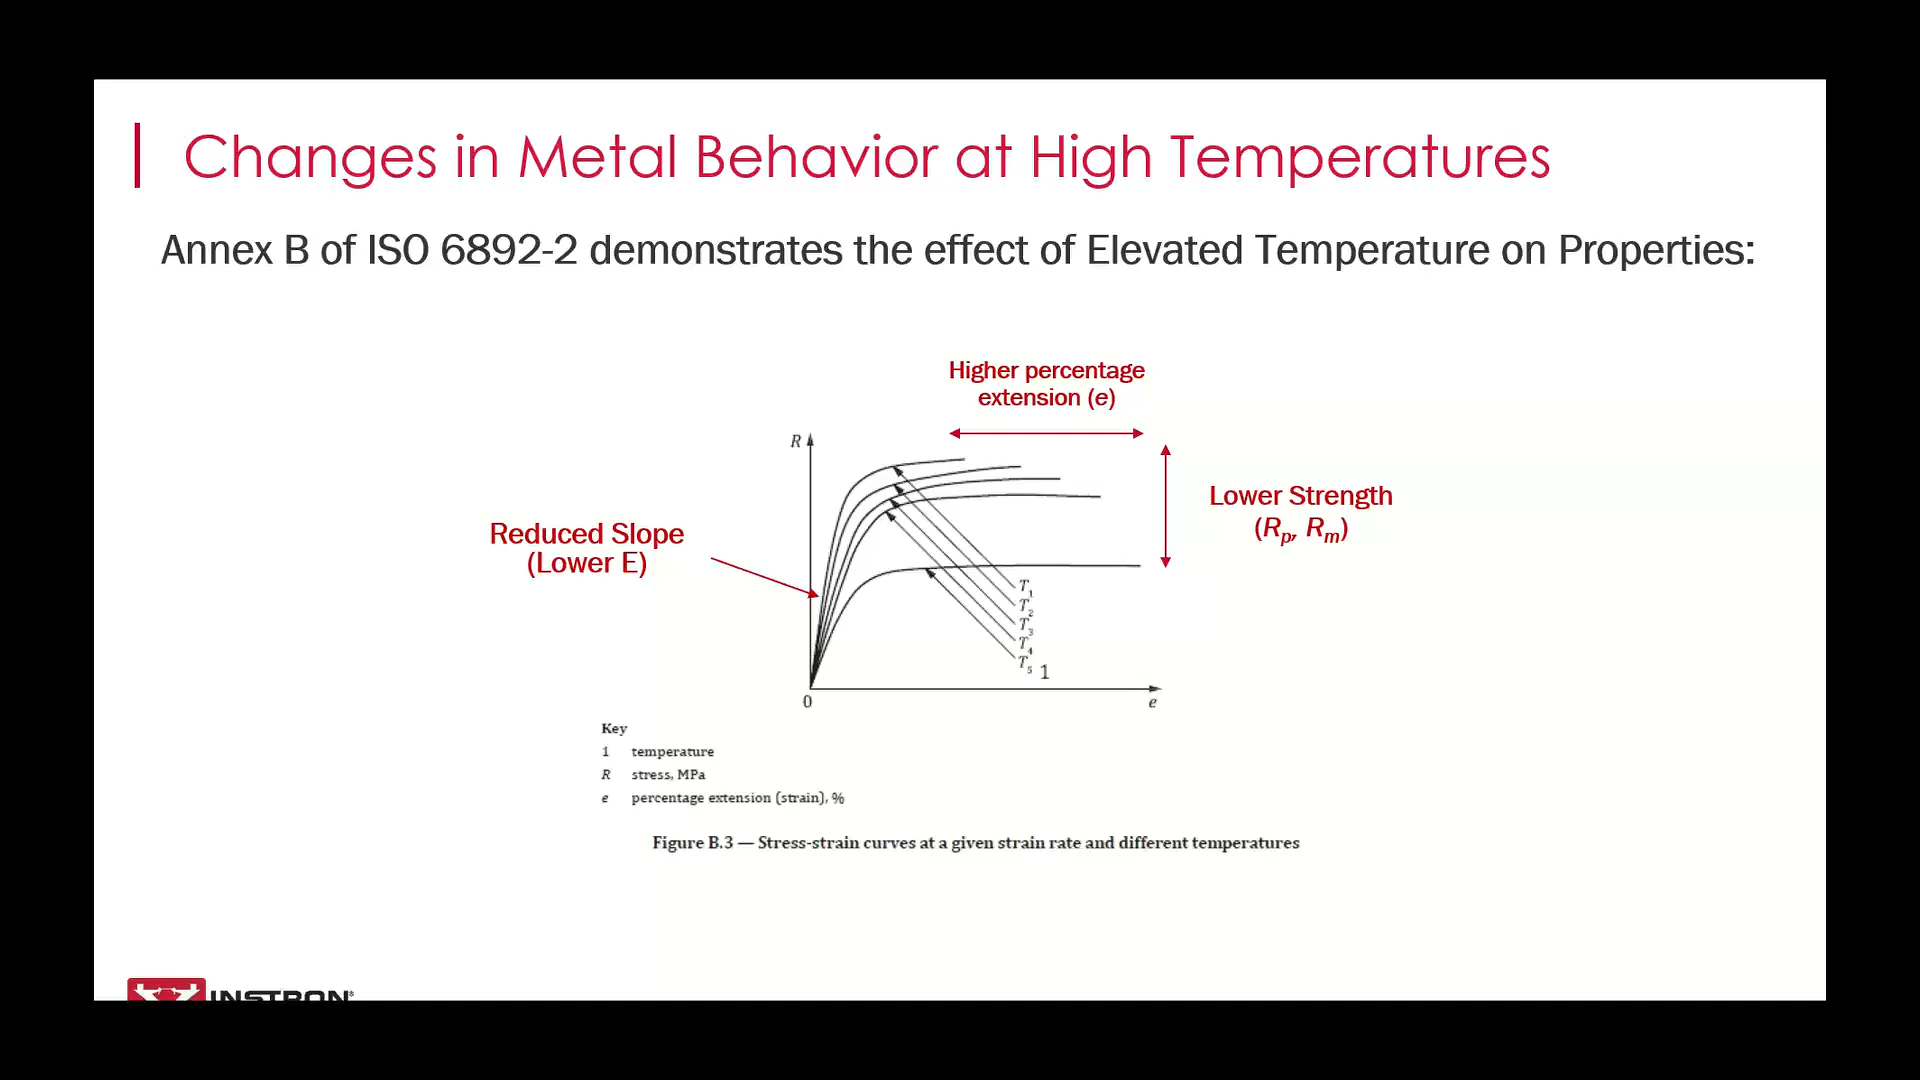 Changes in Metal Behavior at High Temperatures
Annex B of ISO 6892-2 demonstrates the effect of Elevated Temperature on Properties:
Higher percentage
extension (e)
R
Lower Strength
(Rp, Rm)
Reduced Slope
(Lower E)
T1
T2
T3
T4
T5 1
0
e
Key
1 temperature
R stress, MPa
e percentage extension (strain), %
Figure B.3 — Stress-strain curves at a given strain rate and different temperatures
INSTRON®